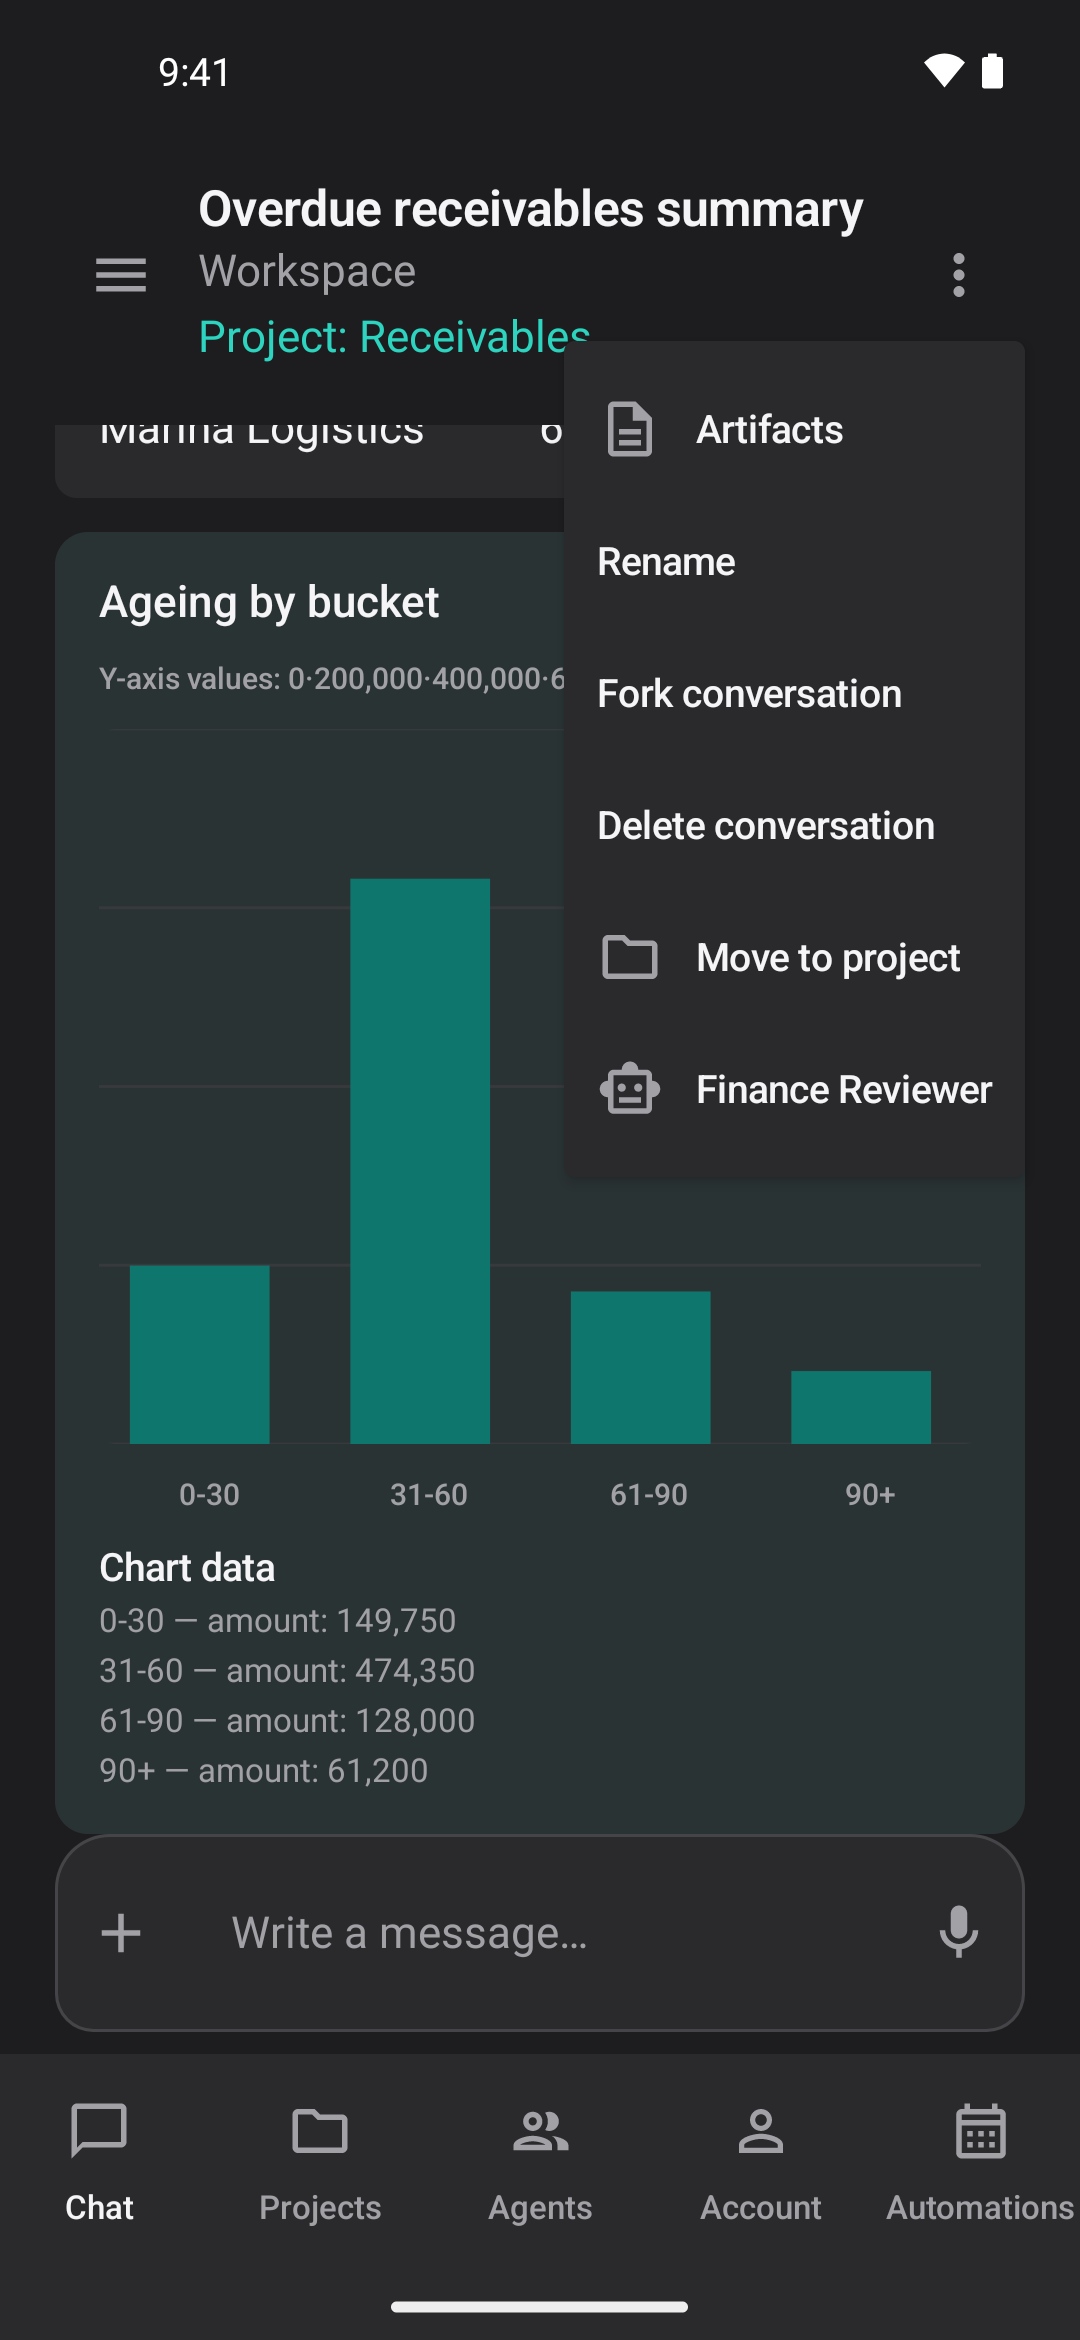 9:41
Overdue receivables summary
Workspace
Project: Receivables
Artifacts
Marina Logistics 6
Rename
Ageing by bucket
Y-axis values: 0·200,000·400,000·6
Fork conversation
Delete conversation
Move to project
Finance Reviewer
0-30 31-60 61-90 90+
Chart data
0-30 — amount: 149,750
31-60 — amount: 474,350
61-90 — amount: 128,000
90+ — amount: 61,200
Write a message...
Chat Projects Agents Account Automations